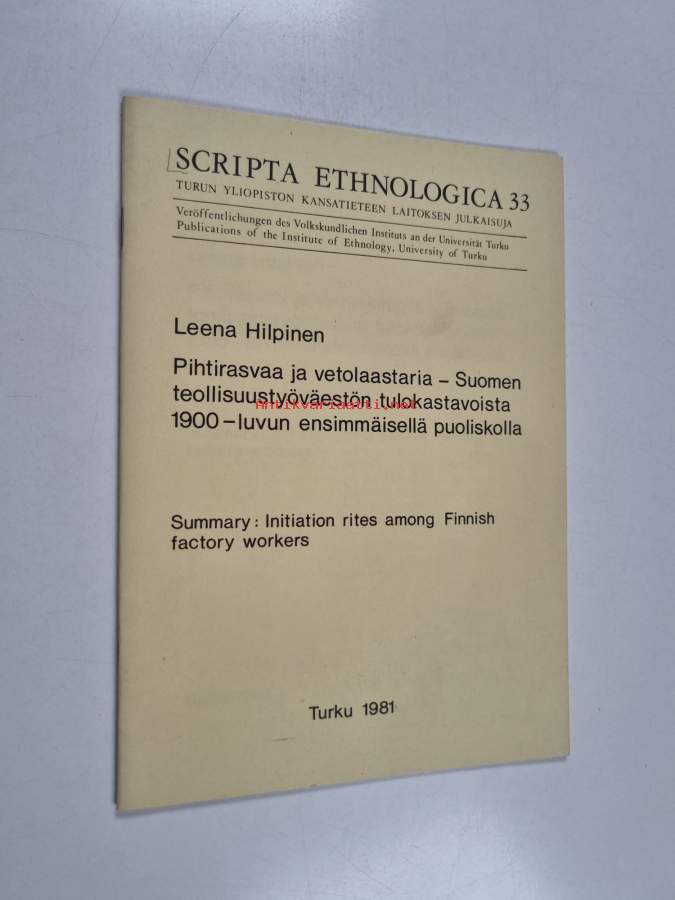 SCRIPTA ETHNOLOGICA 33
TURUN YLIOPISTON KANSATIETEEN LAITOKSEN JULKAISUJA
Veröffentlichungen des Volkskundlichen Instituts an der Universität Turku
Publications of the Institute of Ethnology, University of Turku
Leena Hilpinen
Pihtirasvaa ja vetolaastaria – Suomen
teollisuustyöväestön tulokastavoista
Antikvariaatti.net
1900–luvun ensimmäisellä puoliskolla
Summary: Initiation rites among Finnish
factory workers
Turku 1981